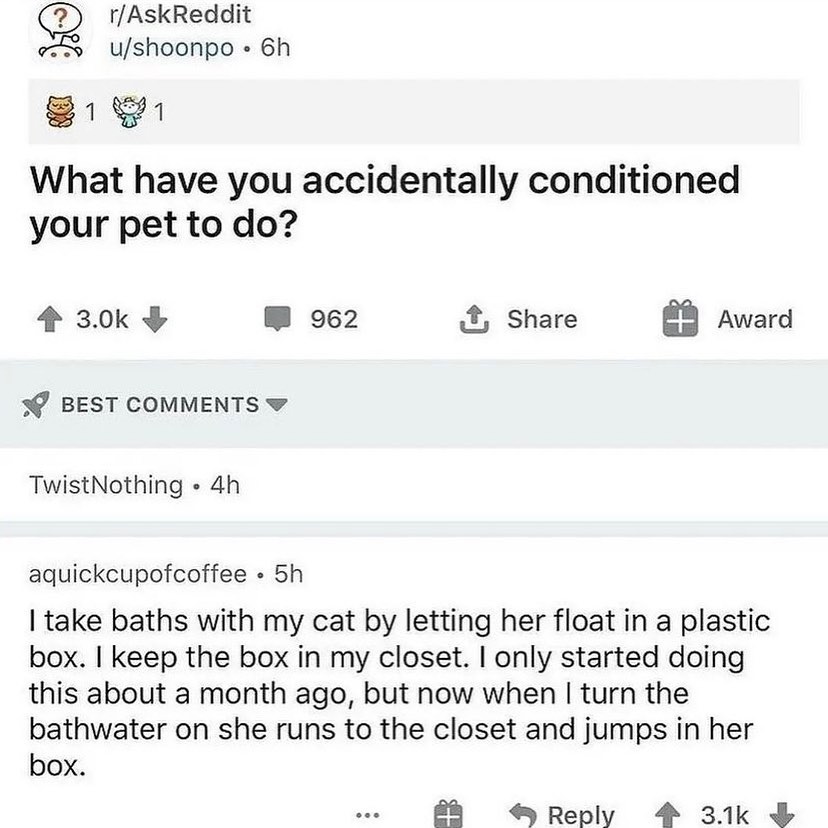 r/AskReddit
u/shoonpo • 6h
1 1
What have you accidentally conditioned
your pet to do?
3.0k 962 Share Award
BEST COMMENTS
TwistNothing • 4h
aquickcupofcoffee • 5h
I take baths with my cat by letting her float in a plastic
box. I keep the box in my closet. I only started doing
this about a month ago, but now when I turn the
bathwater on she runs to the closet and jumps in her
box.
... Reply 3.1k